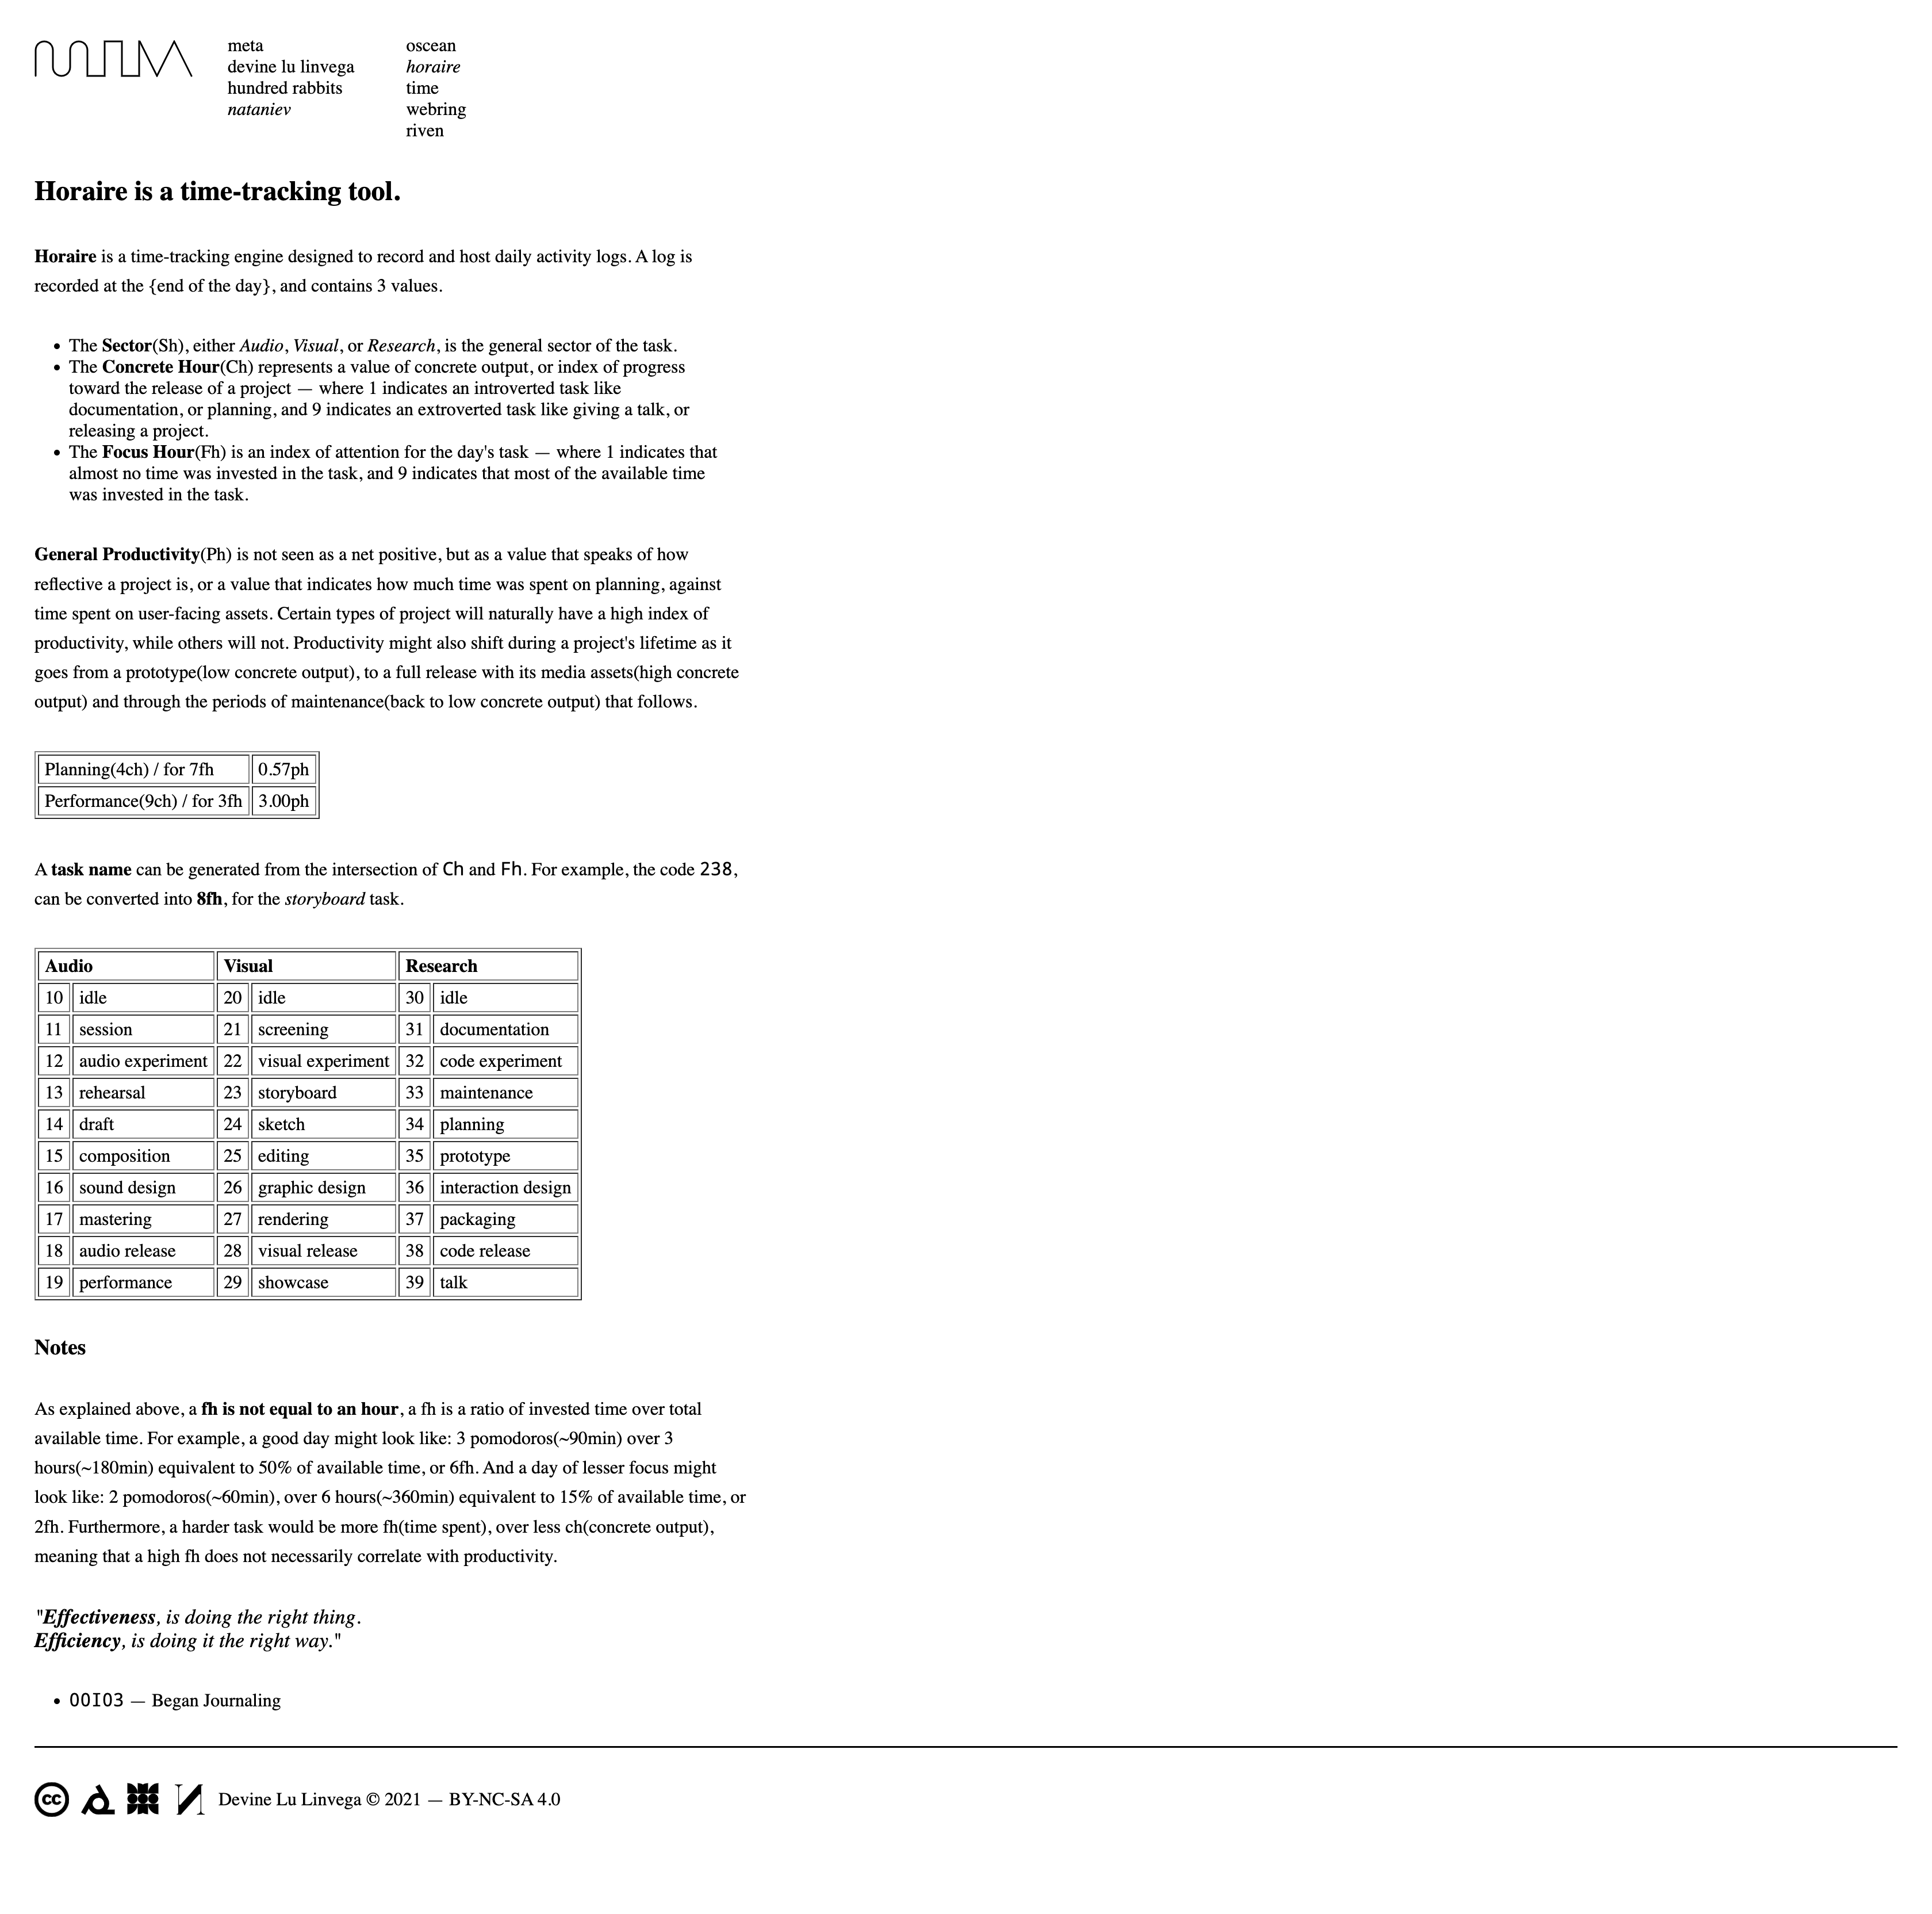 meta
devine lu linvega
hundred rabbits
nataniev
oscean
horaire
time
webring
riven
Horaire is a time-tracking tool.
Horaire is a time-tracking engine designed to record and host daily activity logs. A log is
recorded at the {end of the day}, and contains 3 values.
• The Sector(Sh), either Audio, Visual, or Research, is the general sector of the task.
• The Concrete Hour(Ch) represents a value of concrete output, or index of progress
toward the release of a project — where 1 indicates an introverted task like
documentation, or planning, and 9 indicates an extroverted task like giving a talk, or
releasing a project.
• The Focus Hour(Fh) is an index of attention for the day's task — where 1 indicates that
almost no time was invested in the task, and 9 indicates that most of the available time
was invested in the task.
General Productivity(Ph) is not seen as a net positive, but as a value that speaks of how
reflective a project is, or a value that indicates how much time was spent on planning, against
time spent on user-facing assets. Certain types of project will naturally have a high index of
productivity, while others will not. Productivity might also shift during a project's lifetime as it
goes from a prototype(low concrete output), to a full release with its media assets(high concrete
output) and through the periods of maintenance(back to low concrete output) that follows.
Planning(4ch) / for 7fh 0.57ph
Performance(9ch) / for 3fh 3.00ph
A task name can be generated from the intersection of Ch and Fh. For example, the code 238,
can be converted into 8fh, for the storyboard task.
Audio Visual Research
10 idle 20 idle 30 idle
11 session 21 screening 31 documentation
12 audio experiment 22 visual experiment 32 code experiment
13 rehearsal 23 storyboard 33 maintenance
14 draft 24 sketch 34 planning
15 composition 25 editing 35 prototype
16 sound design 26 graphic design 36 interaction design
17 mastering 27 rendering 37 packaging
18 audio release 28 visual release 38 code release
19 performance 29 showcase 39 talk
Notes
As explained above, a fh is not equal to an hour, a fh is a ratio of invested time over total
available time. For example, a good day might look like: 3 pomodoros(~90min) over 3
hours(~180min) equivalent to 50% of available time, or 6fh. And a day of lesser focus might
look like: 2 pomodoros(~60min), over 6 hours(~360min) equivalent to 15% of available time, or
2fh. Furthermore, a harder task would be more fh(time spent), over less ch(concrete output),
meaning that a high fh does not necessarily correlate with productivity.
"Effectiveness, is doing the right thing.
Efficiency, is doing it the right way."
• 00I03 — Began Journaling
cc Devine Lu Linvega © 2021 — BY-NC-SA 4.0